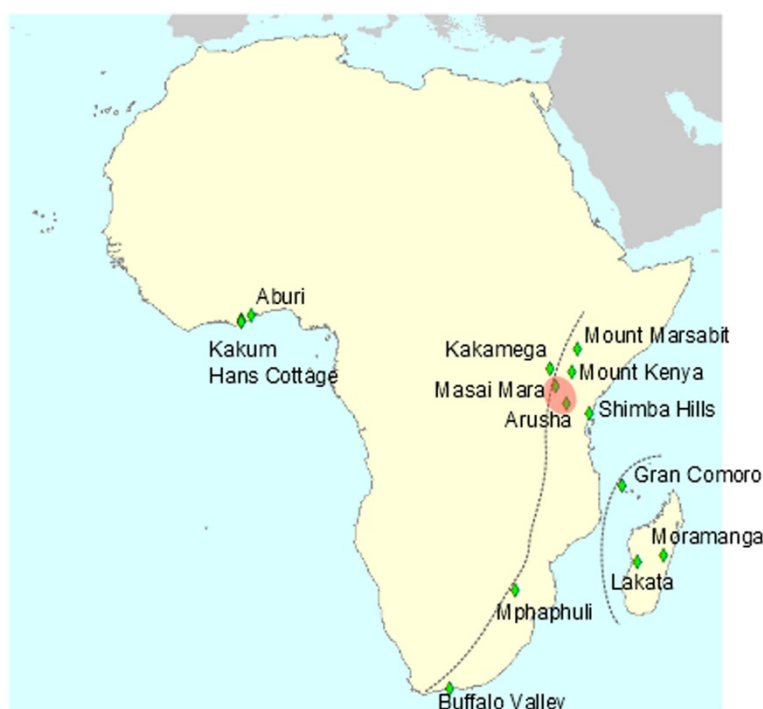 Aburi
Kakum
Hans Cottage
Mount Marsabit
Kakamega
Mount Kenya
Masai Mara
Shimba Hills
Arusha
Gran Comoro
Moramanga
Lakata
Mphaphuli
Buffalo Valley